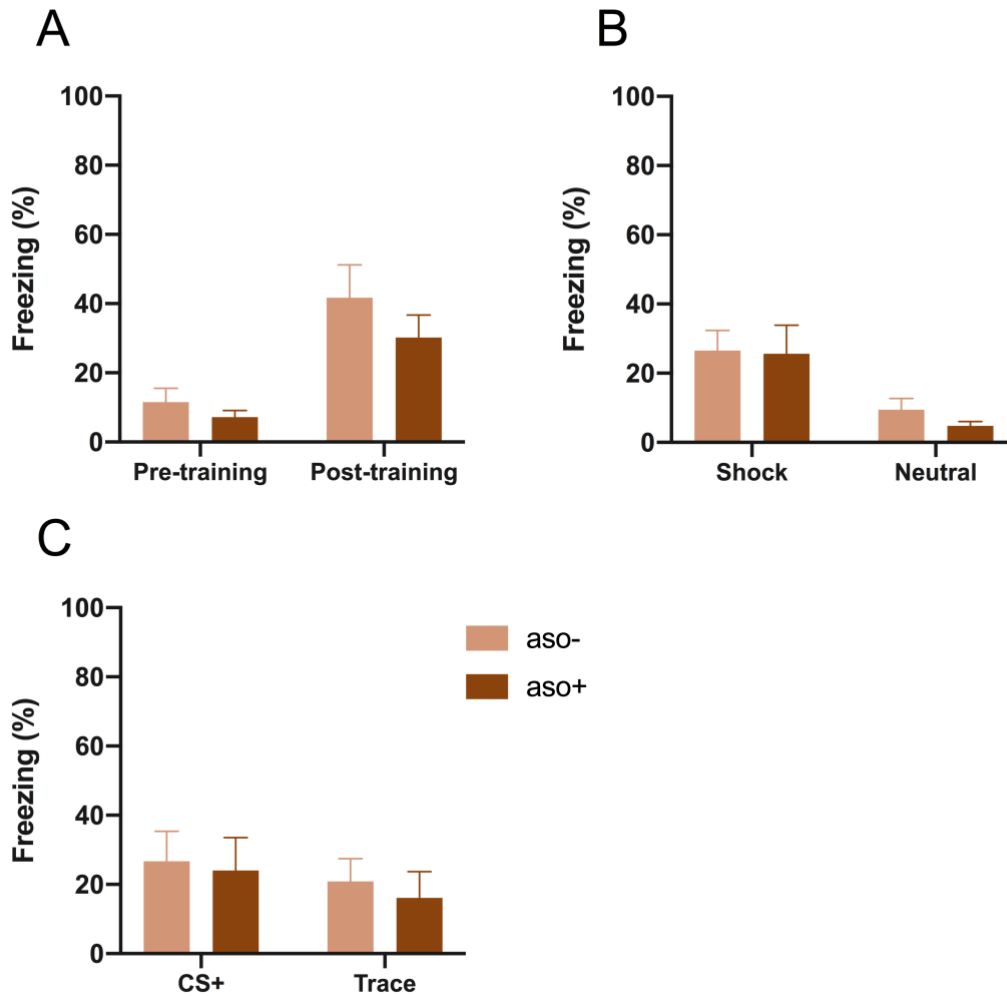 A
Freezing (%)
100
80
60
40
20
0
Pre-training
Post-training
B
Freezing (%)
100
80
60
40
20
0
Shock
Neutral
C
Freezing (%)
100
80
60
40
20
0
CS+
Trace
aso-
aso+